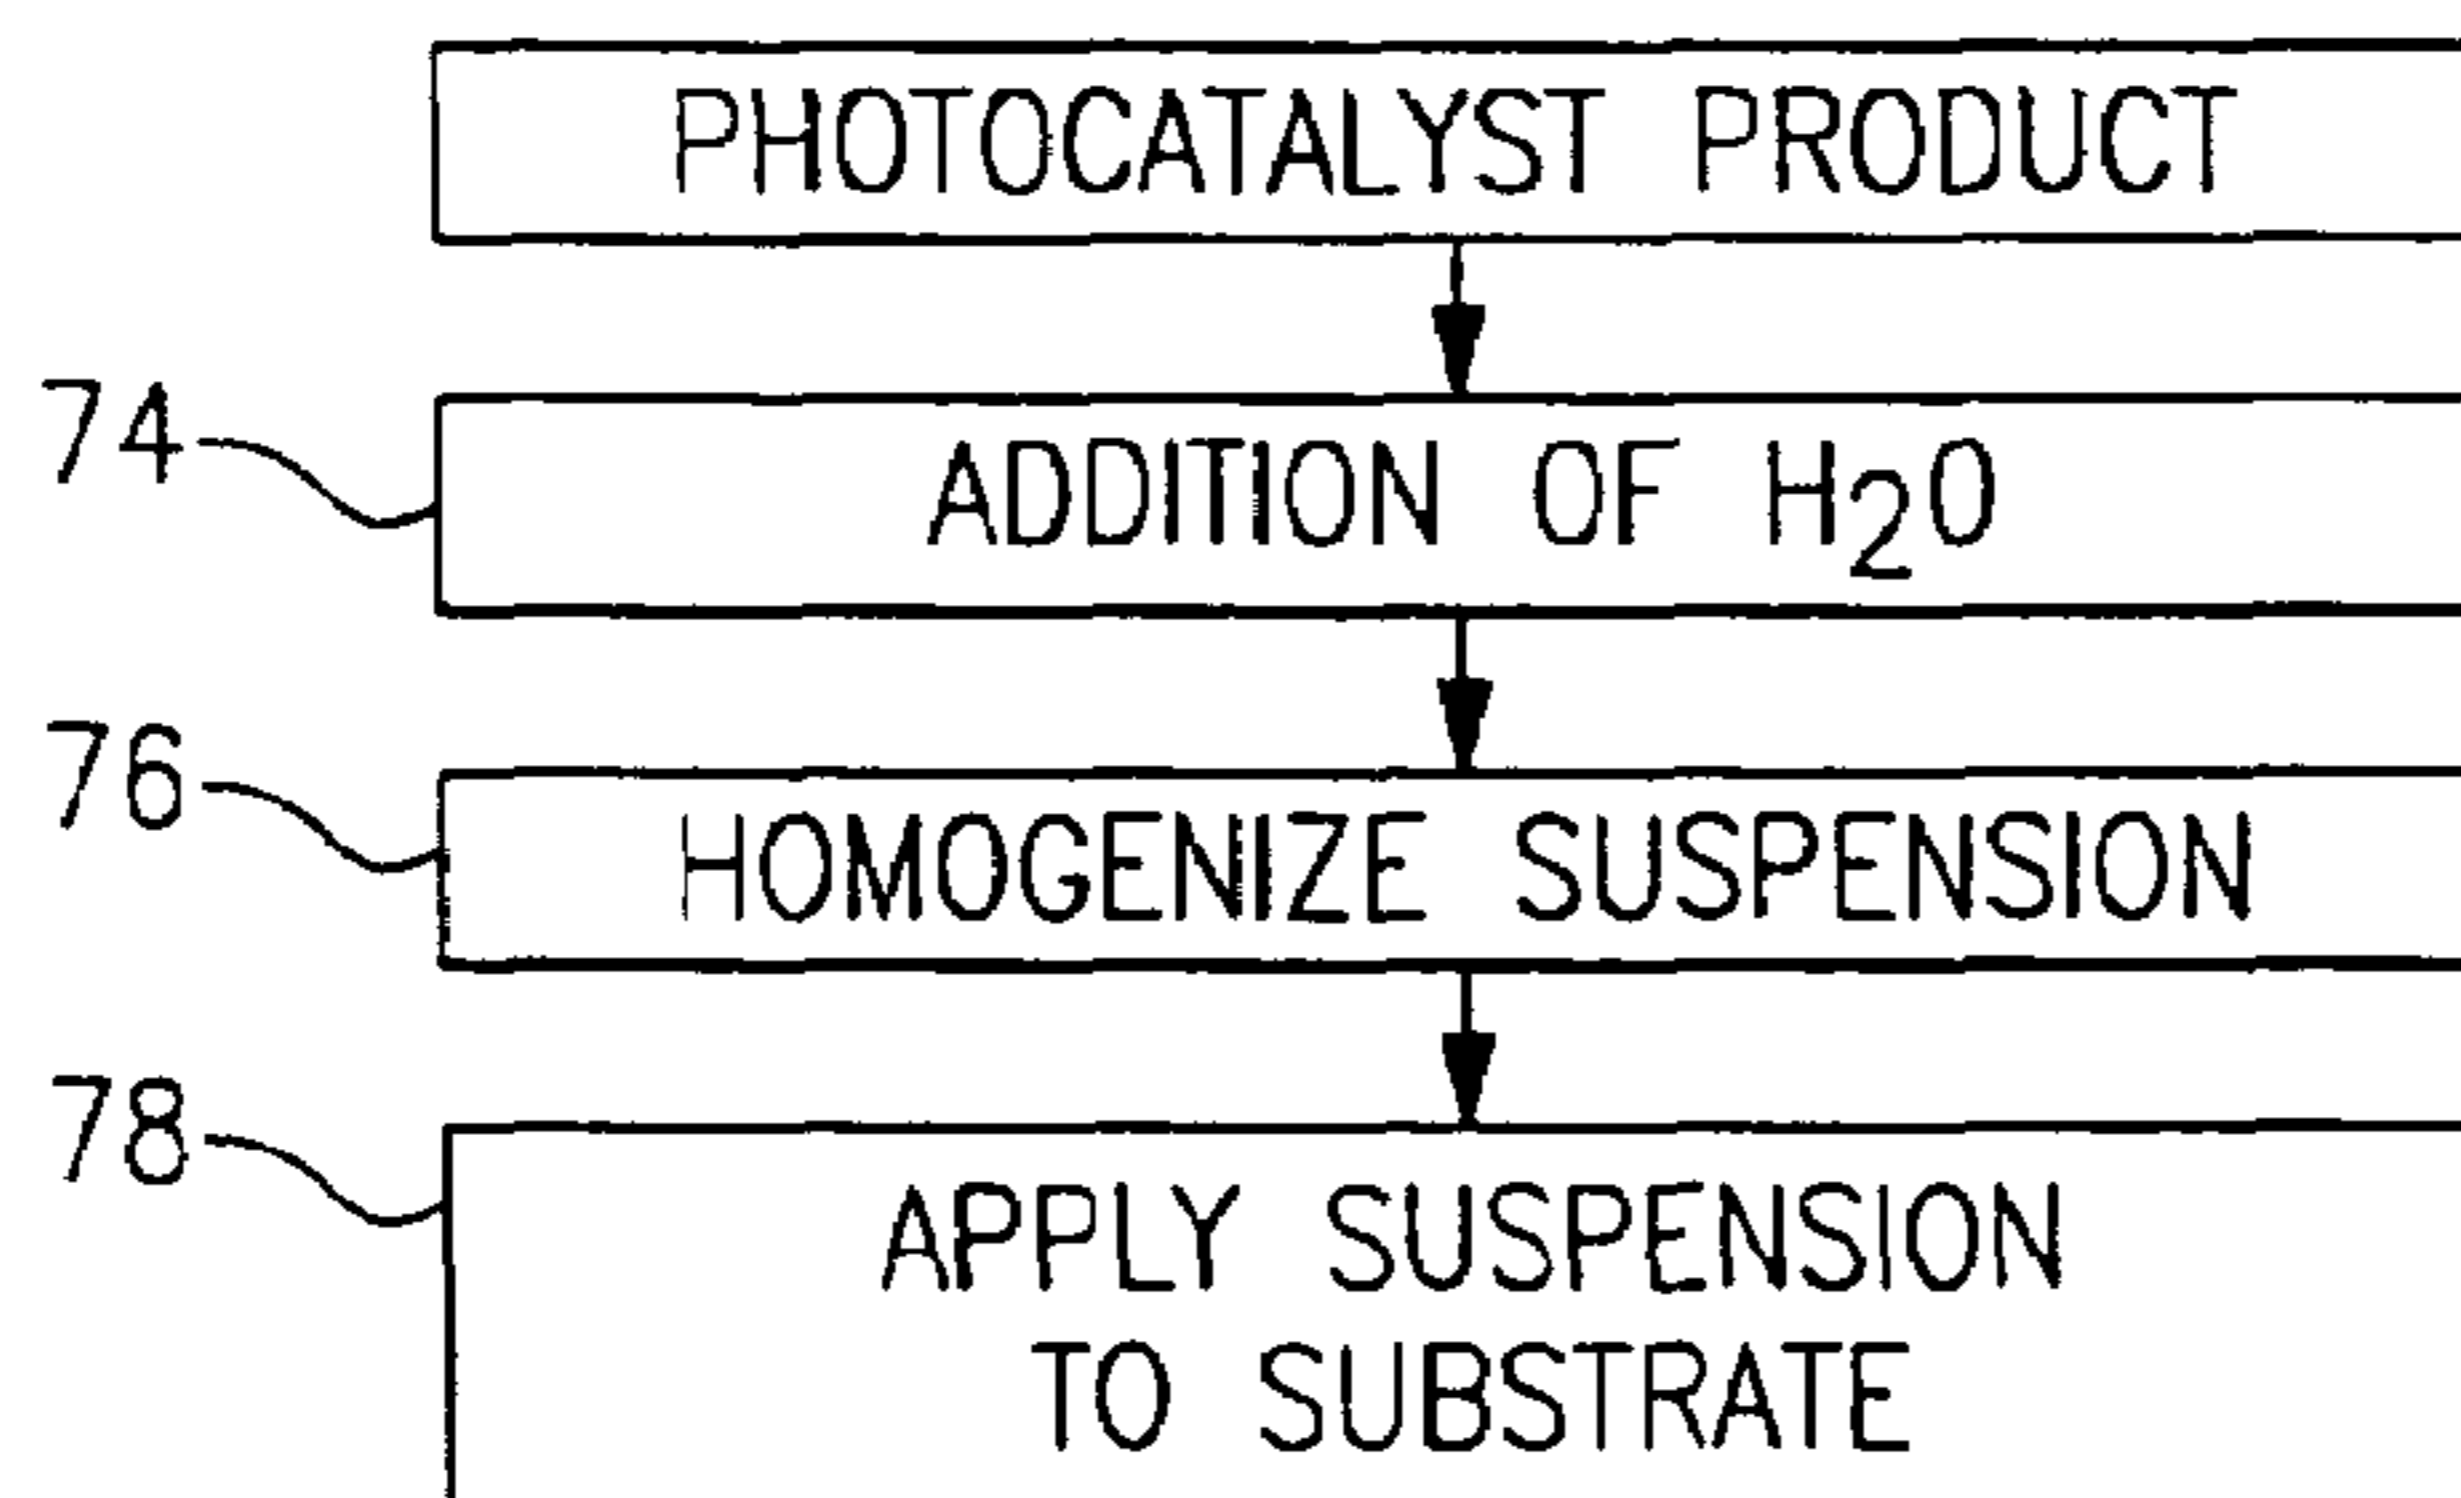 PHOTOCATALYST PRODUCT
74
ADDITION OF H₂O
76
HOMOGENIZE SUSPENSION
78
APPLY SUSPENSION
TO SUBSTRATE